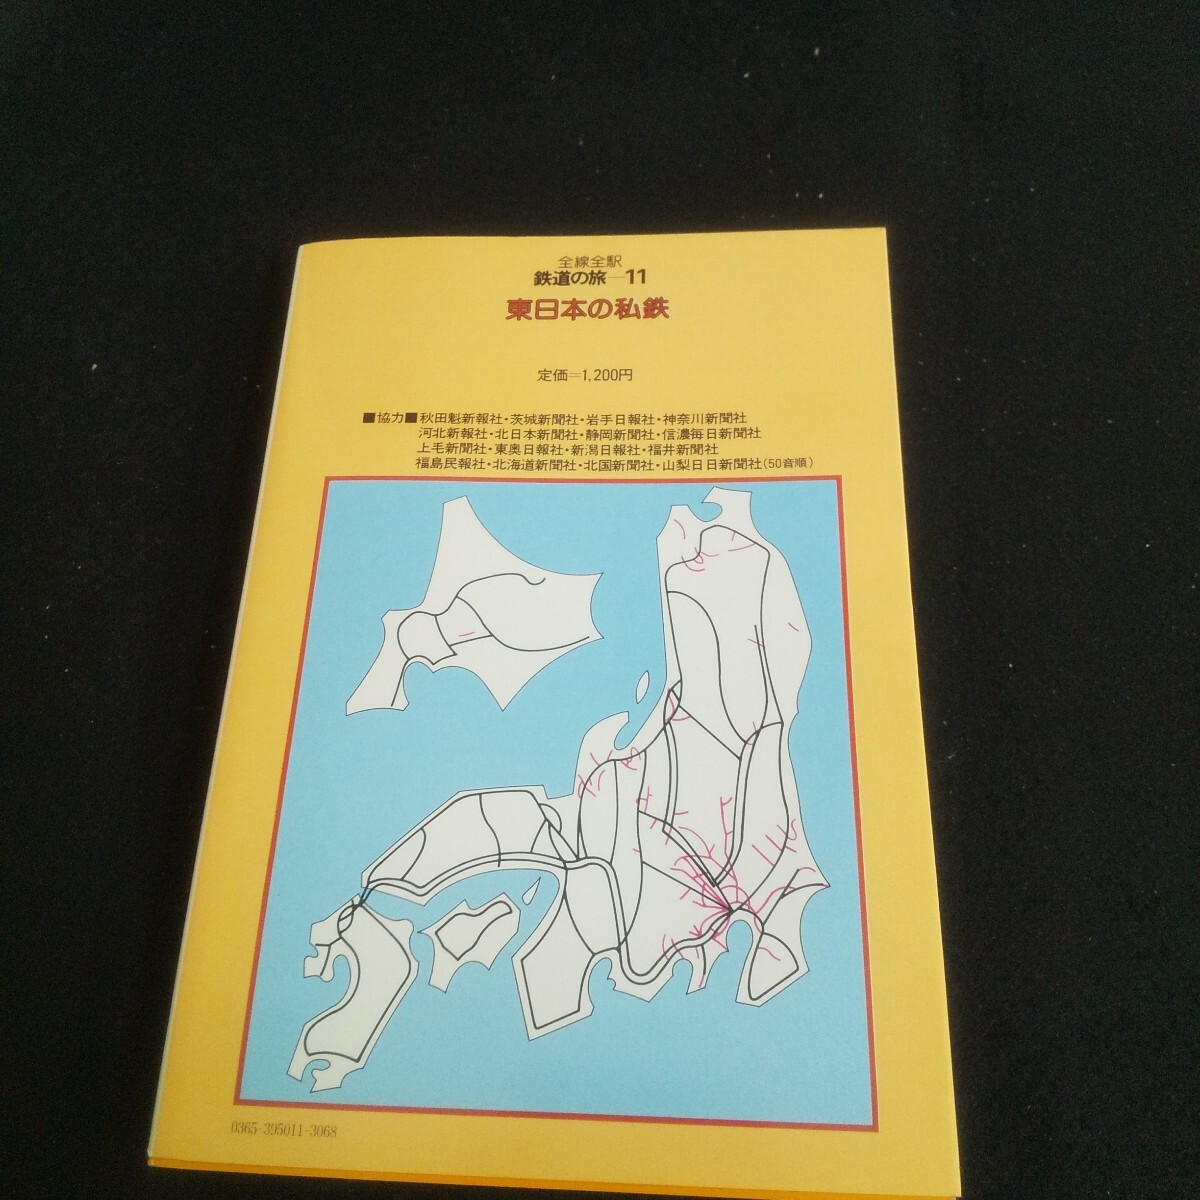 全線全駅
鉄道の旅—11
東日本の私鉄
定価=1,200円
■協力■秋田魁新報社・茨城新聞社・岩手日報社・神奈川新聞社
河北新報社・北日本新聞社・静岡新聞社・信濃毎日新聞社
上毛新聞社・東奥日報社・新潟日報社・福井新聞社
福島民報社・北海道新聞社・北国新聞社・山梨日日新聞社(50音順)
0365-395011-3068